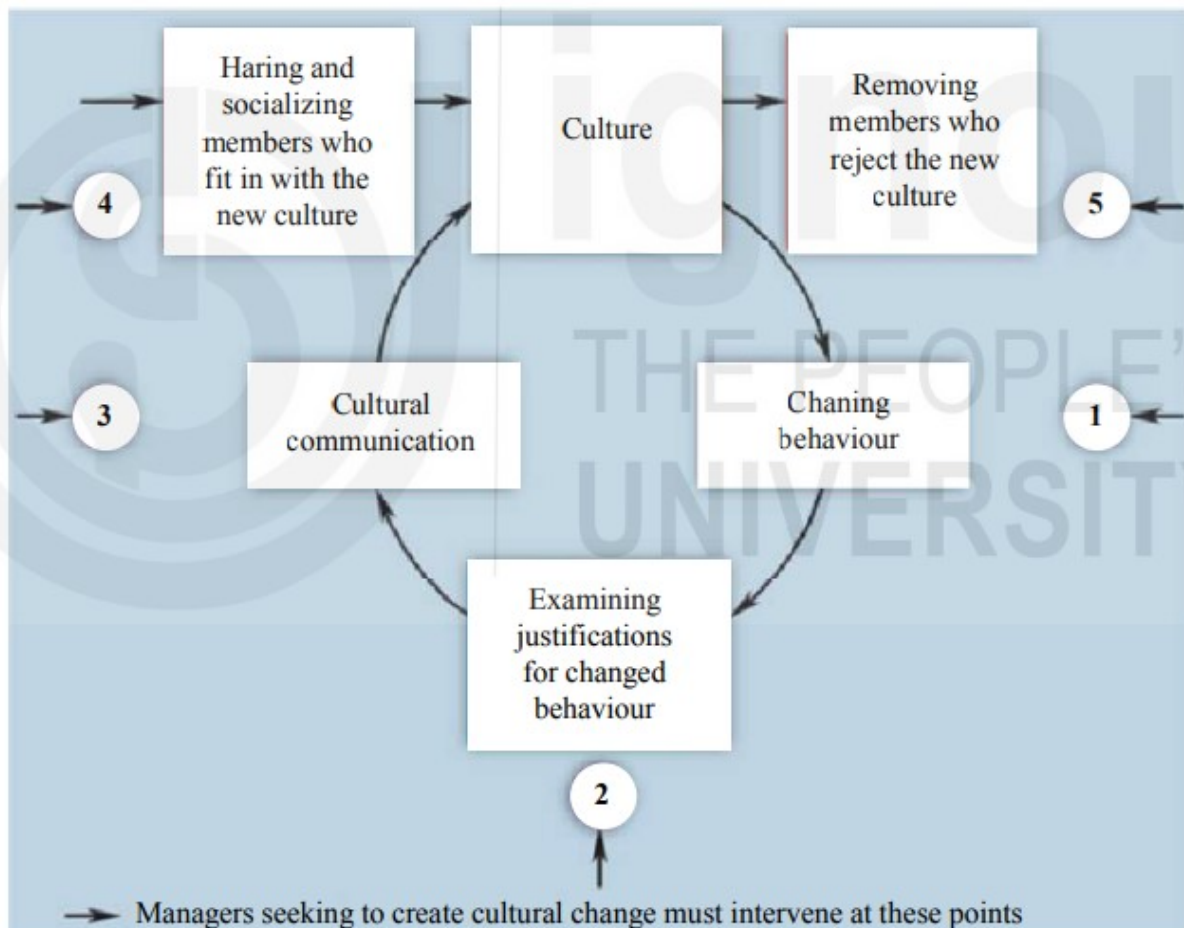 Haring and
socializing
members who
fit in with the
new culture
Culture
Removing
members who
reject the new
culture
4
5
3
Cultural
communication
Chaning
behaviour
1
Examining
justifications
for changed
behaviour
2
Managers seeking to create cultural change must intervene at these points
ignou
THE PEOPLE'
UNIVERSIT